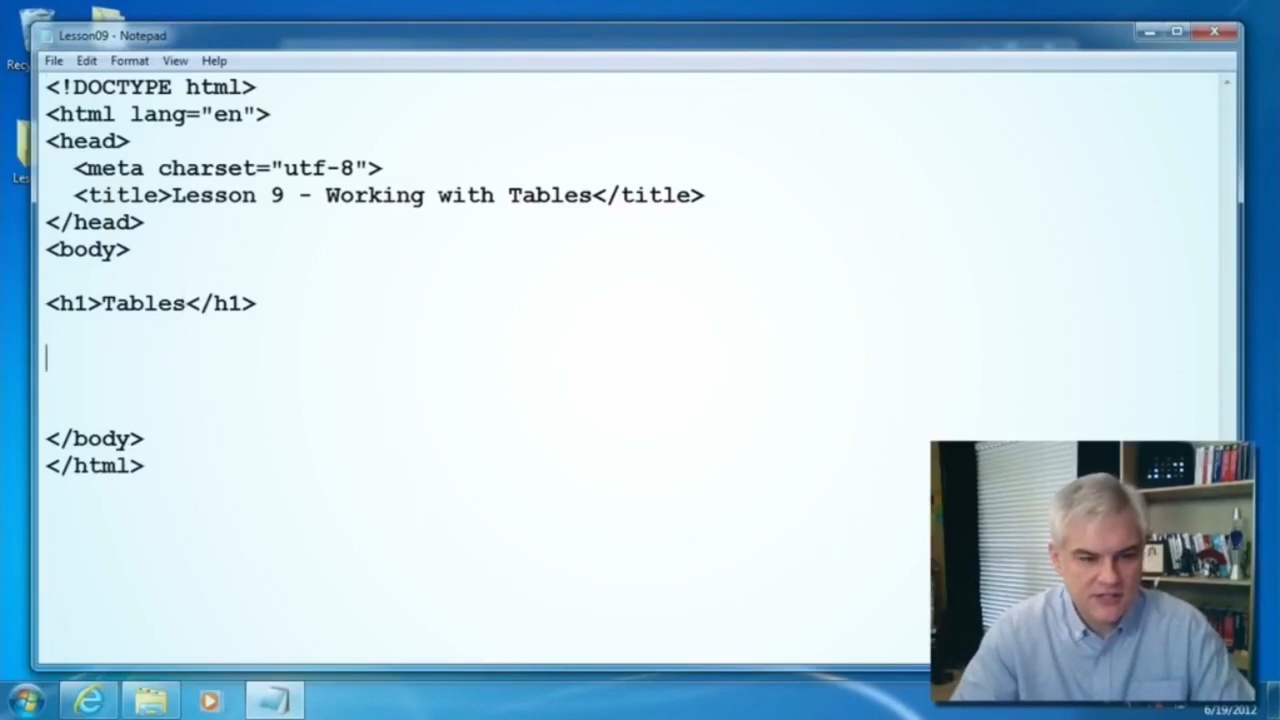 Lesson09 - Notepad
File Edit Format View Help
<!DOCTYPE html>
<html lang="en">
<head>
<meta charset="utf-8">
<title>Lesson 9 - Working with Tables</title>
</head>
<body>
<h1>Tables</h1>
</body>
</html>
6/19/2012